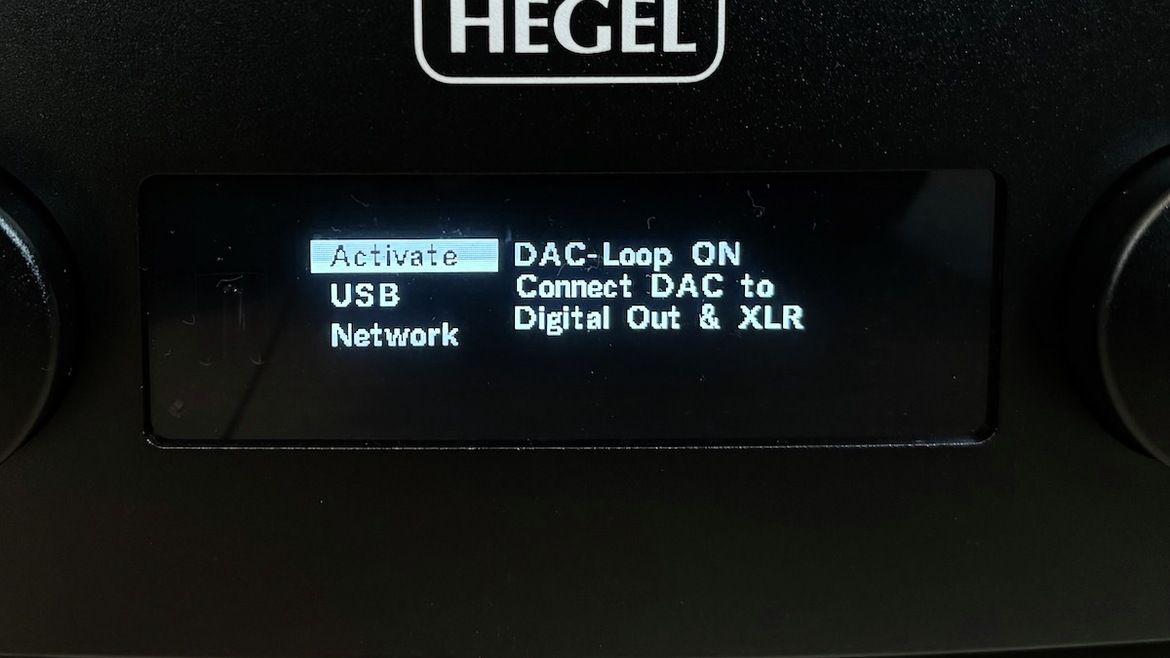 HEGEL
Activate
USB
Network
DAC-Loop ON
Connect DAC to
Digital Out & XLR